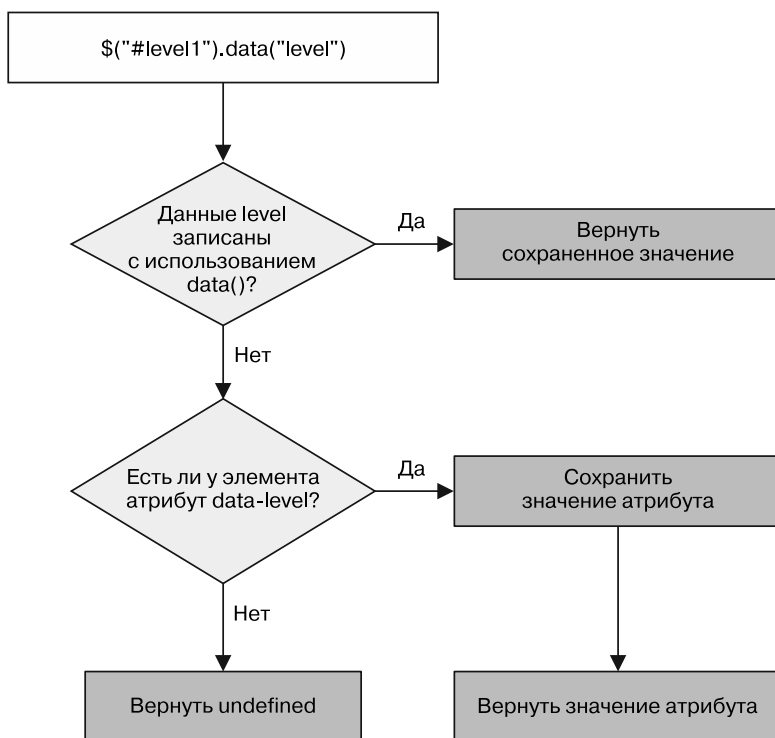 $("#level1").data("level")
Данные level
записаны
с использованием
data()?
Да
Вернуть
сохраненное значение
Нет
Есть ли у элемента
атрибут data-level?
Да
Сохранить
значение атрибута
Нет
Вернуть undefined
Вернуть значение атрибута